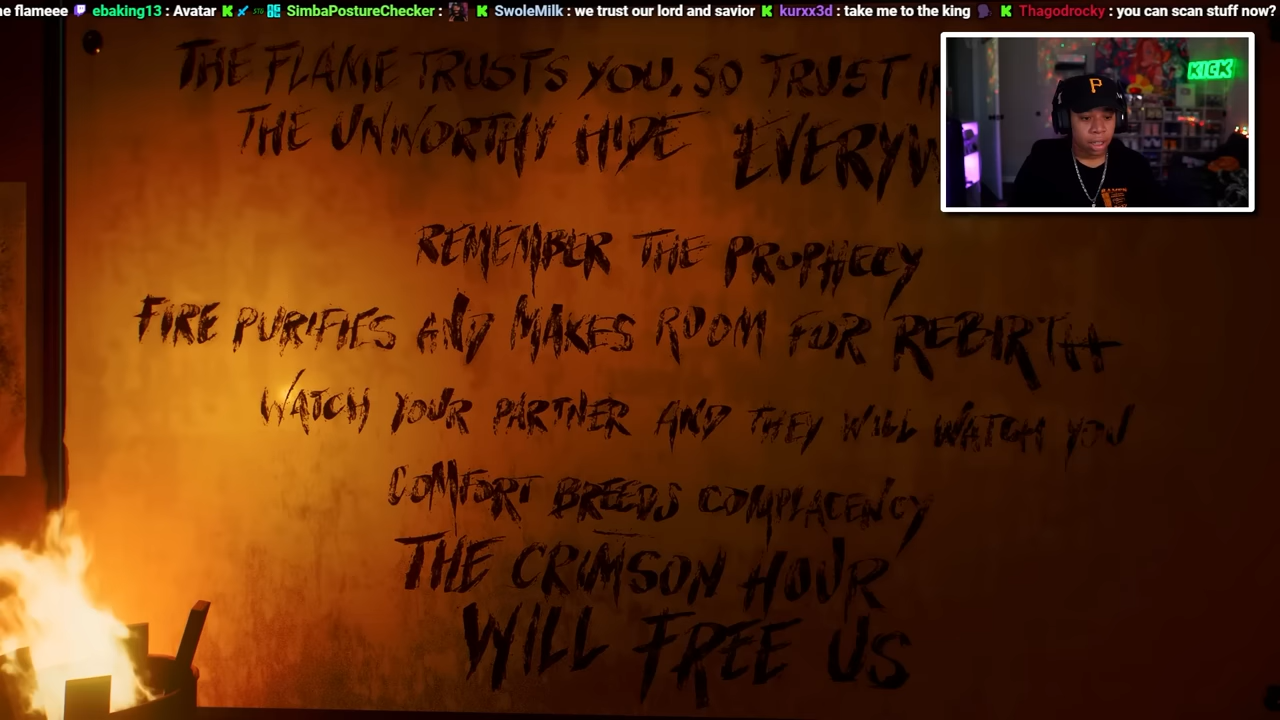 he flameee ebaking13 : Avatar SimbaPostureChecker : SwoleMilk : we trust our lord and savior kurxx3d : take me to the king Thagodrocky : you can scan stuff now?
KICK
P
THE FLAME TRUSTS YOU, SO TRUST
THE UNWORTHY HIDE EVERYW
REMEMBER THE PROPHECY
FIRE PURIFIES AND MAKES ROOM FOR REBIRTH
WATCH YOUR PARTNER AND THEY WILL WATCH YOU
COMFORT BREEDS COMPLACENCY
THE CRIMSON HOUR
WILL FREE US